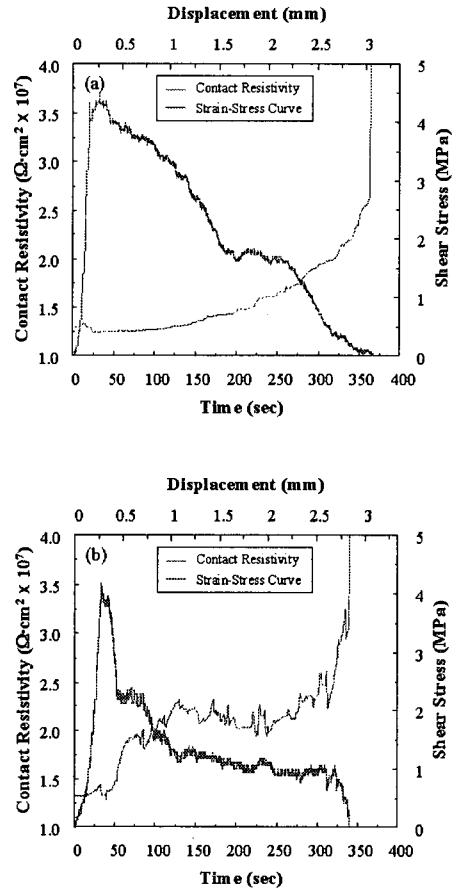 Displacement (mm)
0 0.5 1 1.5 2 2.5 3
(a)
Contact Resistivity
Strain-Stress Curve
Contact Resistivity (Ω·cm² x 10⁷)
4.0
3.5
3.0
2.5
2.0
1.5
1.0
5
4
3
2
1
0
Shear Stress (MPa)
0 50 100 150 200 250 300 350 400
Time (sec)
Displacement (mm)
0 0.5 1 1.5 2 2.5 3
(b)
Contact Resistivity
Strain-Stress Curve
Contact Resistivity (Ω·cm² x 10⁷)
4.0
3.5
3.0
2.5
2.0
1.5
1.0
5
4
3
2
1
0
Shear Stress (MPa)
0 50 100 150 200 250 300 350 400
Time (sec)